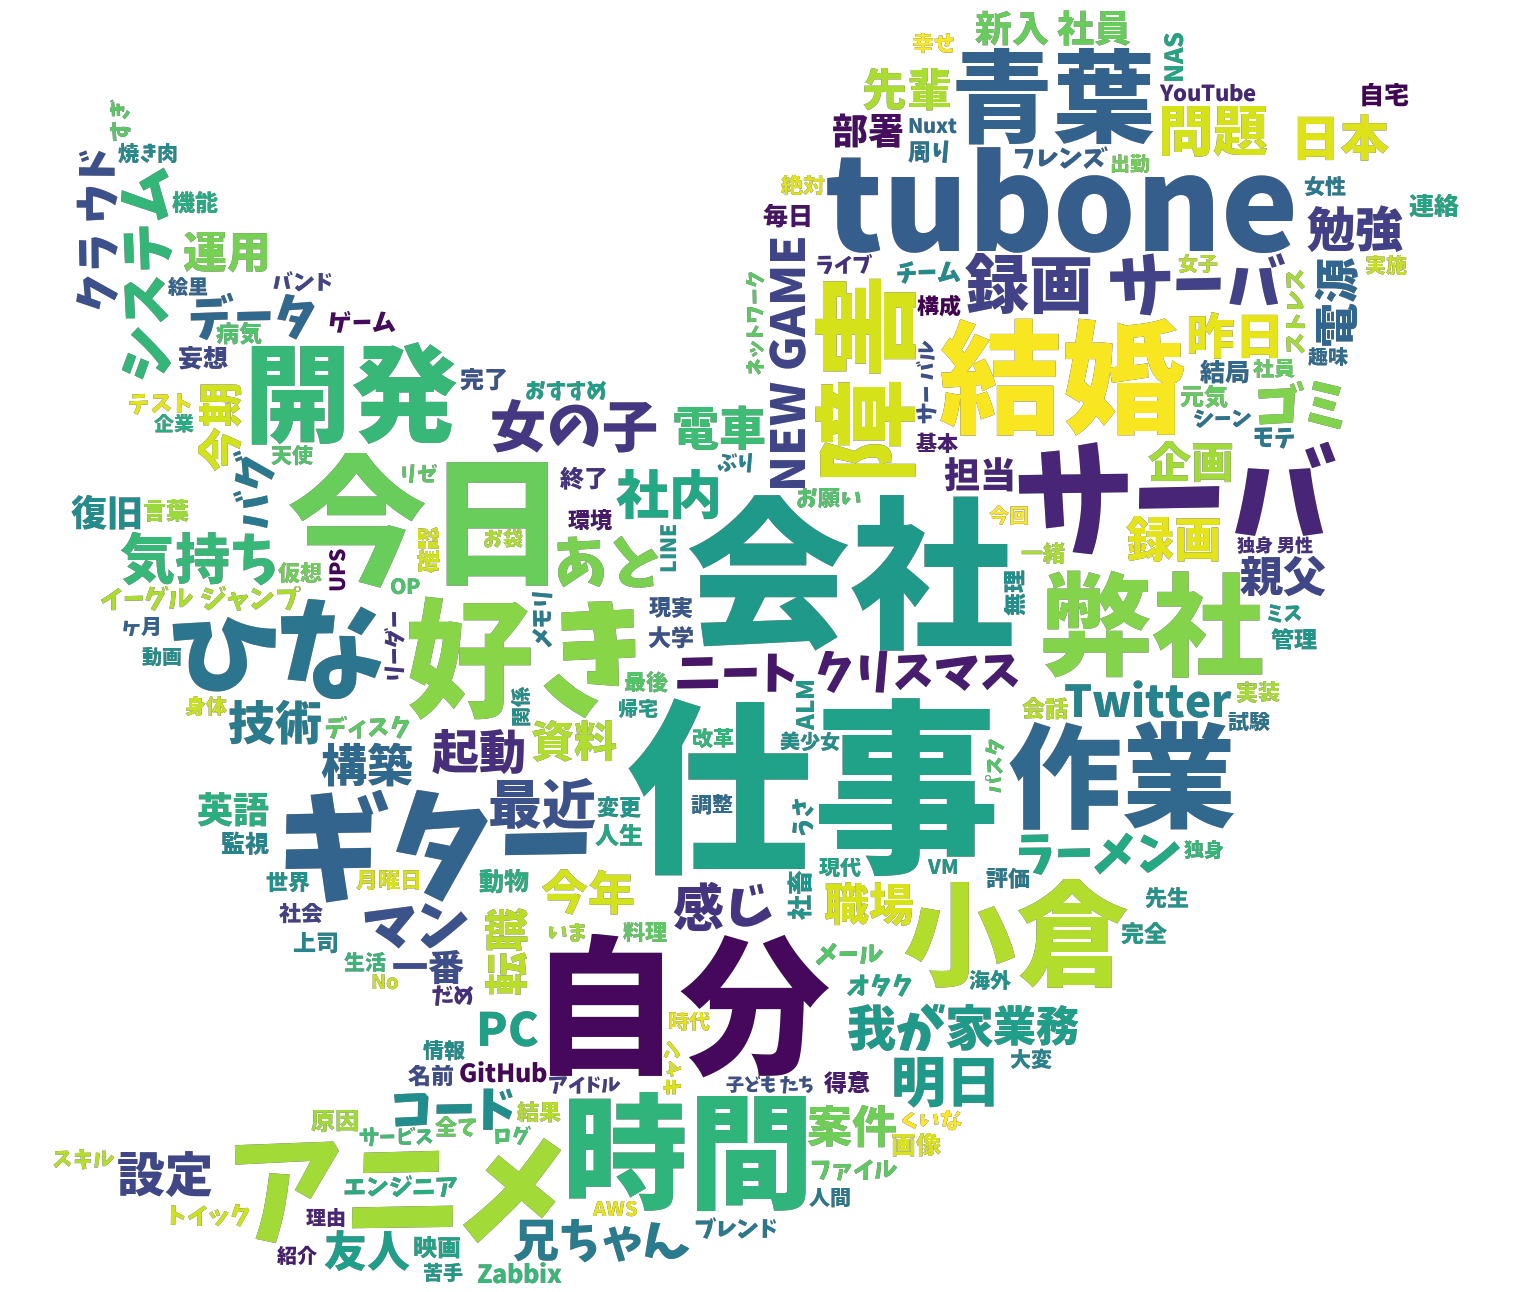 新入 社員
幸せ
NAS
先輩
青葉
YouTube
自宅
すき
部署
Nuxt
問題
日本
焼き肉
周り
フレンズ
出勤
クラウド
システム
機能
絶対
tubone
女性
連絡
毎日
勉強
運用
NEW GAME
ライブ
チーム
録画 サーバ
女子
実施
絵里
バンド
データ
ゲーム
病気
ネットワーク
障害
構成
ストレス
電源
妄想
開発
完了
おすすめ
サーバル
結婚
昨日
趣味
結局
社員
テスト
企業
今期
女の子
電車
元気
ゴミ
シーン
モテ
天使
バグ
リゼ
ぶり
基本
担当
サーバ
企画
今日
終了
社内
お願い
会社
今回
復旧
言葉
環境
LINE
録画
気持ち
確認
お袋
あと
一緒
独身 男性
仮想
UPS
OP
無理
弊社
親父
イーグル ジャンプ
ヶ月
ひな
リーダー
好き
メモリ
現実
大学
ミス
管理
動画
ニート クリスマス
身体
最後
帰宅
関係
ALM
会話
Twitter
実装
試験
技術
ディスク
起動
資料
仕事
改革
美少女
パスタ
作業
構築
最近
英語
監視
ギター
変更
人生
調整
うさ
ラーメン
独身
世界
月曜日
動物
今年
現代
VM
評価
先生
社会
マン
転職
感じ
社畜
職場
小倉
完全
上司
いま
料理
生活
No
一番
だめ
自分
メール
オタク
海外
PC
時代
我が家業務
大変
情報
名前
GitHub
アイドル
キャン
子ども たち
得意
明日
コード
結果
時間
案件
くいな
画像
原因
サービス
全て
ログ
スキル
設定
アニメ
エンジニア
ファイル
人間
トイック
理由
AWS
ブレンド
紹介
友人
映画
兄ちゃん
苦手
Zabbix